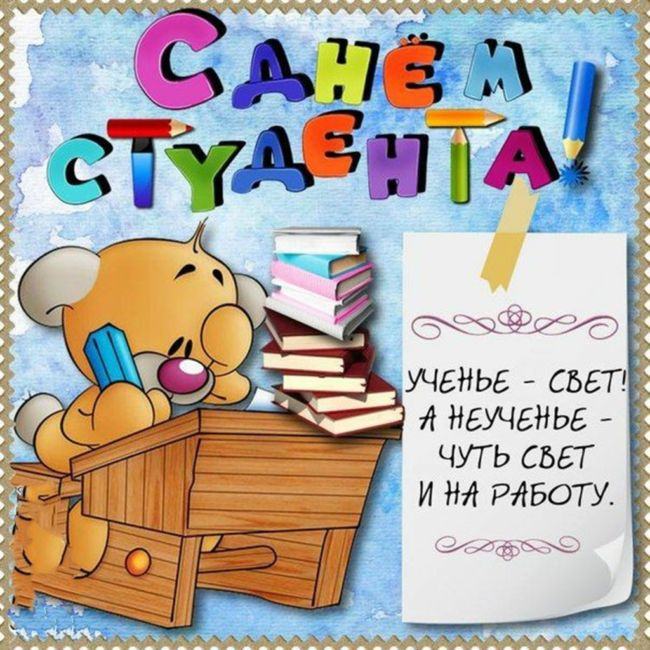 С ДНЁМ
СТУДЕНТА!
УЧЕНЬЕ - СВЕТ!
А НЕУЧЕНЬЕ -
ЧУТЬ СВЕТ
И НА РАБОТУ.